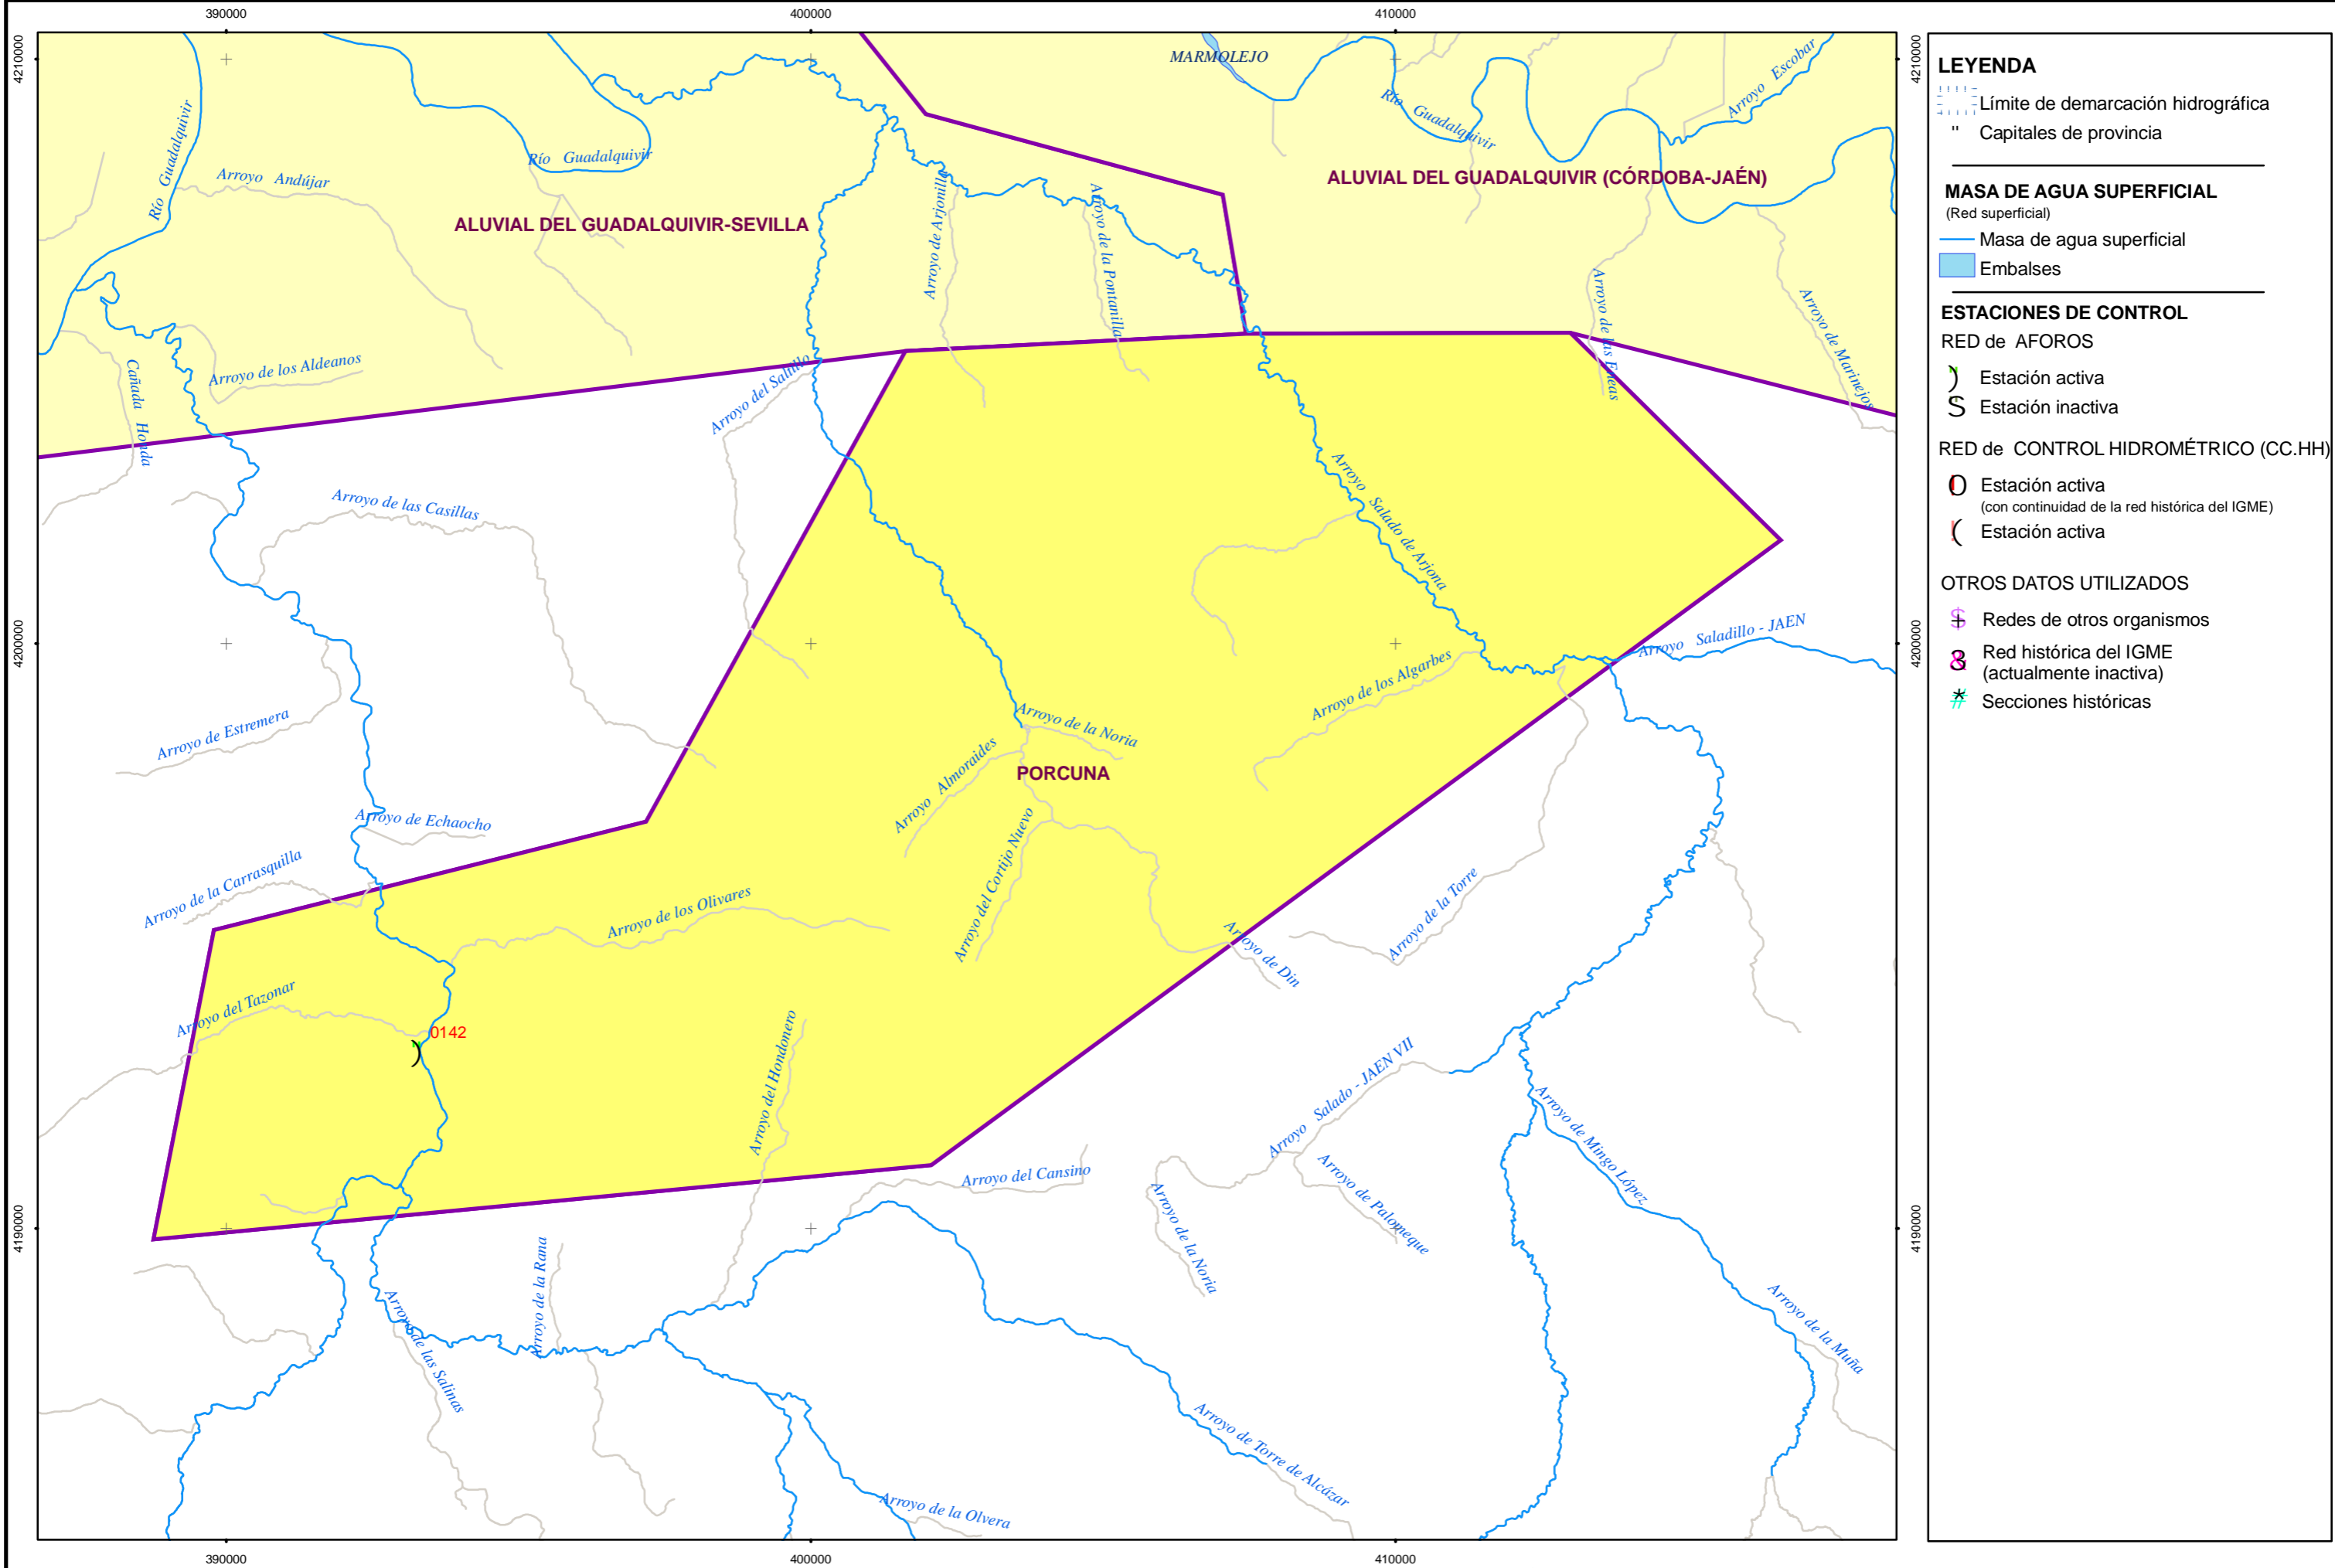 390000
400000
410000
4210000
4200000
4190000
4210000
4200000
4190000
390000
400000
410000
MARMOLEJO
Río Guadalquivir
Arroyo Escobar
Río Guadalquivir
Arroyo Andújar
Río Guadalquivir
ALUVIAL DEL GUADALQUIVIR-SEVILLA
ALUVIAL DEL GUADALQUIVIR (CÓRDOBA-JAÉN)
Arroyo de Arjonilla
Arroyo de la Pontanilla
Arroyo de las Eneas
Arroyo de Marinejos
Cañada Honda
Arroyo de los Aldeanos
Arroyo del Salillo
Arroyo de las Casillas
Arroyo Salado de Arjona
Arroyo Saladillo - JAEN
Arroyo de los Algarbes
Arroyo de Estremera
Arroyo de la Noria
Arroyo Almoraides
PORCUNA
Arroyo de Echaocho
Arroyo del Cortijo Nuevo
Arroyo de la Carrasquilla
Arroyo de los Olivares
Arroyo de la Torre
Arroyo de Din
Arroyo del Tazonar
0142
Arroyo del Hondonero
Arroyo Salado - JAEN VII
Arroyo de Mingo López
Arroyo del Cansino
Arroyo de Palomeque
Arroyo de la Noria
Arroyo de la Rana
Arroyo de las Salinas
Arroyo de la Muña
Arroyo de Torre de Alcázar
Arroyo de la Olvera
LEYENDA
Límite de demarcación hidrográfica
" Capitales de provincia
MASA DE AGUA SUPERFICIAL
(Red superficial)
Masa de agua superficial
Embalses
ESTACIONES DE CONTROL
RED de AFOROS
) Estación activa
S Estación inactiva
RED de CONTROL HIDROMÉTRICO (CC.HH)
Estación activa
(con continuidad de la red histórica del IGME)
( Estación activa
OTROS DATOS UTILIZADOS
Redes de otros organismos
Red histórica del IGME
(actualmente inactiva)
Secciones históricas